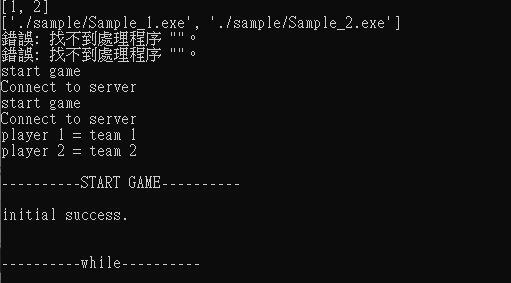 [1, 2]
['./sample/Sample_1.exe', './sample/Sample_2.exe']
錯誤: 找不到處理程序 ""。
錯誤: 找不到處理程序 ""。
start game
Connect to server
start game
Connect to server
player 1 = team 1
player 2 = team 2
----------START GAME----------
initial success.
----------while----------